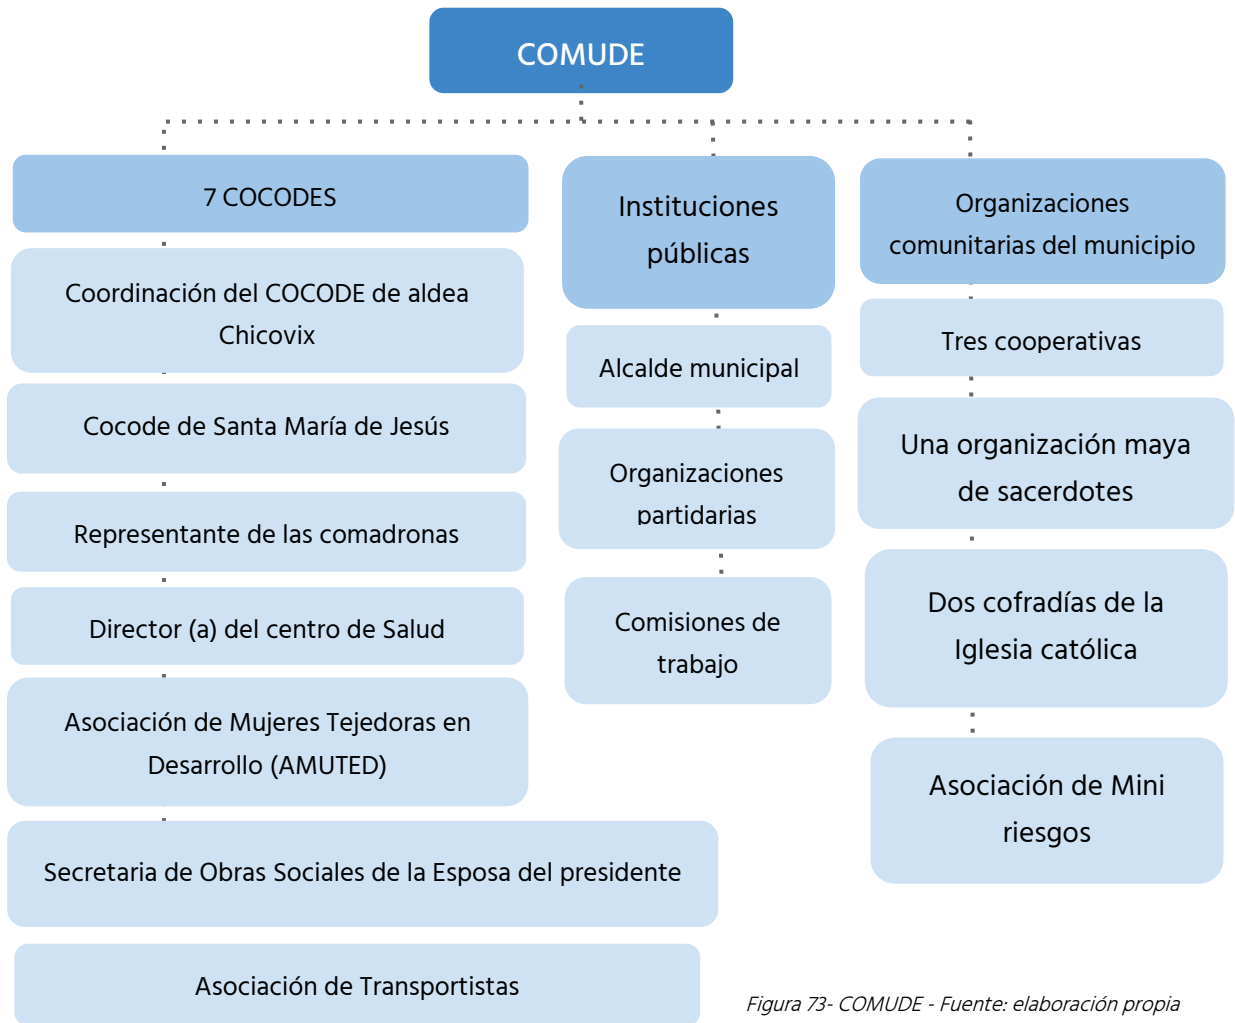 COMUDE
7 COCODES
Coordinación del COCODE de aldea
Chicovix
Cocode de Santa María de Jesús
Representante de las comadronas
Director (a) del centro de Salud
Asociación de Mujeres Tejedoras en
Desarrollo (AMUTED)
Secretaria de Obras Sociales de la Esposa del presidente
Asociación de Transportistas
Instituciones
públicas
Alcalde municipal
Organizaciones
partidarias
Comisiones de
trabajo
Organizaciones
comunitarias del municipio
Tres cooperativas
Una organización maya
de sacerdotes
Dos cofradías de la
Iglesia católica
Asociación de Mini
riesgos
Figura 73- COMUDE - Fuente: elaboración propia